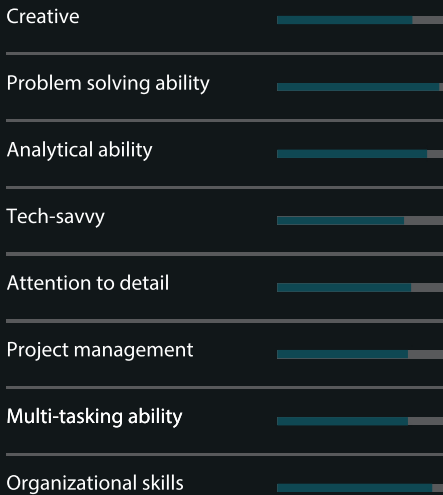 Creative
Problem solving ability
Analytical ability
Tech-savvy
Attention to detail
Project management
Multi-tasking ability
Organizational skills